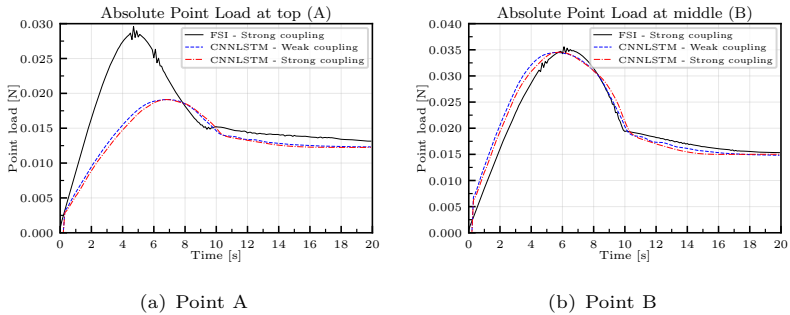 Absolute Point Load at top (A)
FSI - Strong coupling
CNNLSTM - Weak coupling
CNNLSTM - Strong coupling
Point load [N]
0.030
0.025
0.020
0.015
0.010
0.005
0.000
0 2 4 6 8 10 12 14 16 18 20
Time [s]
(a) Point A
Absolute Point Load at middle (B)
FSI - Strong coupling
CNNLSTM - Weak coupling
CNNLSTM - Strong coupling
Point load [N]
0.040
0.035
0.030
0.025
0.020
0.015
0.010
0.005
0.000
0 2 4 6 8 10 12 14 16 18 20
Time [s]
(b) Point B